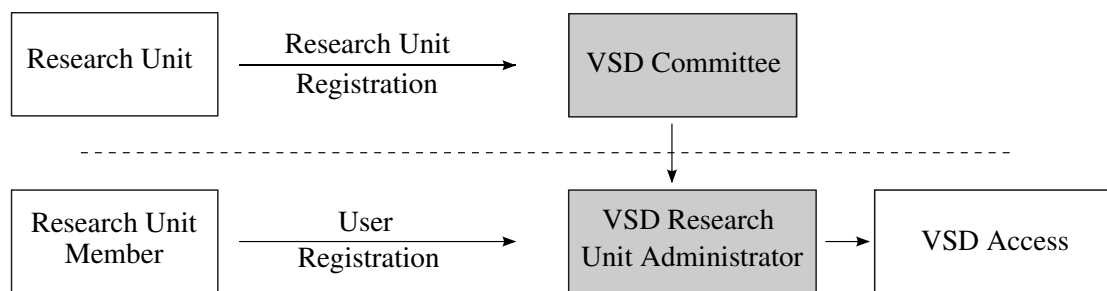 Research Unit
Research Unit
Registration
VSD Committee
Research Unit
Member
User
Registration
VSD Research
Unit Administrator
VSD Access